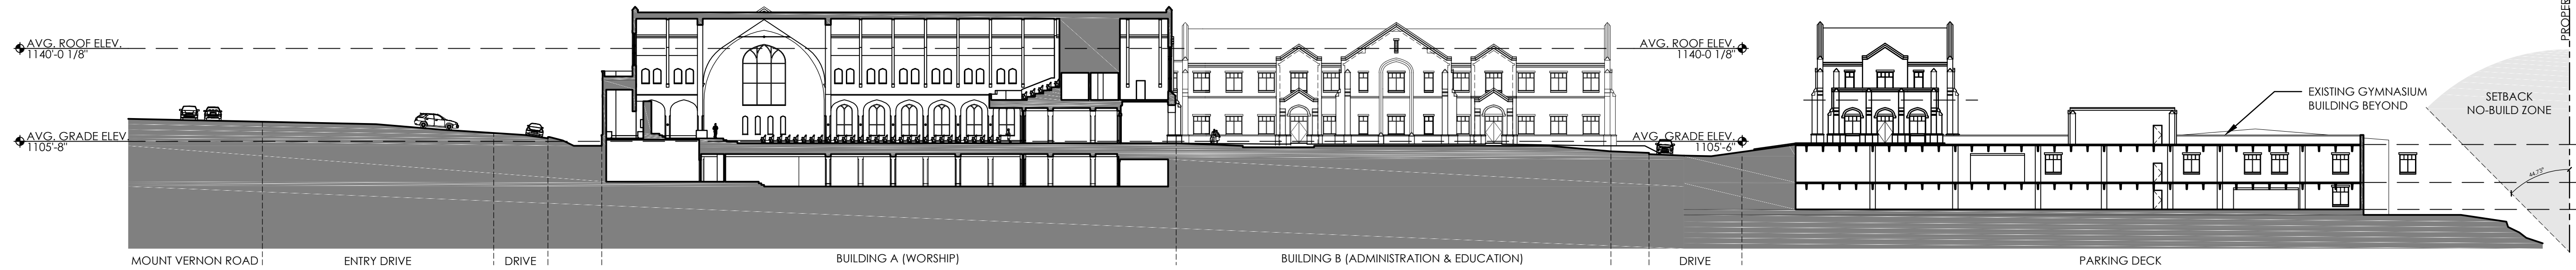 AVG. ROOF ELEV.
1140'-0 1/8"
AVG. GRADE ELEV.
1105'-8"
AVG. ROOF ELEV.
1140-0 1/8"
AVG. GRADE ELEV.
1105'-6"
EXISTING GYMNASIUM
BUILDING BEYOND
SETBACK
NO-BUILD ZONE
44.73°
MOUNT VERNON ROAD
ENTRY DRIVE
DRIVE
BUILDING A (WORSHIP)
BUILDING B (ADMINISTRATION & EDUCATION)
DRIVE
PARKING DECK